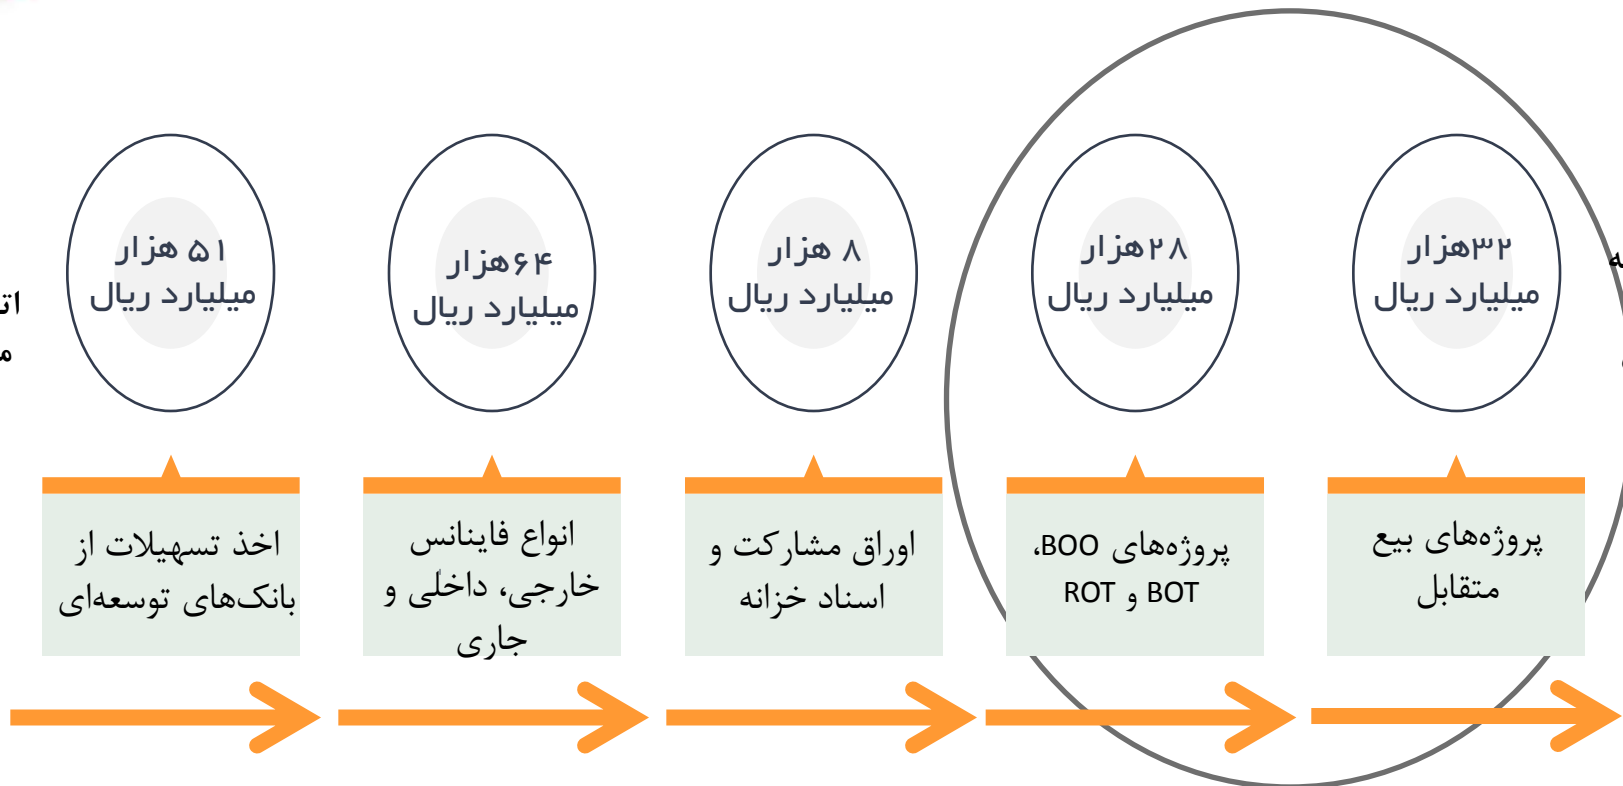 ۳۲هزار
میلیارد ریال
پروژه‌های بیع
متقابل
۲۸هزار
میلیارد ریال
پروژه‌های BOO،
BOT و ROT
۸ هزار
میلیارد ریال
اوراق مشارکت و
اسناد خزانه
۶۴هزار
میلیارد ریال
انواع فاینانس
خارجی، داخلی و
جاری
۵۱ هزار
میلیارد ریال
اخذ تسهیلات از
بانک‌های توسعه‌ای